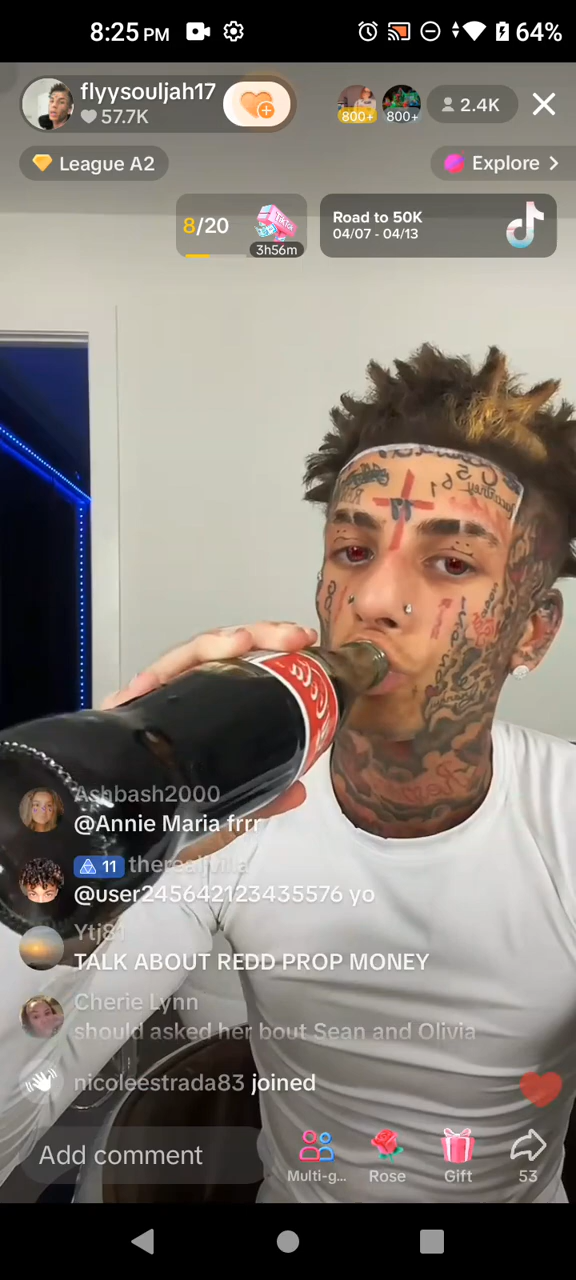 8:25 PM
64%
flyysouljah17
57.7K
800+
800+
2.4K
League A2
Explore >
8/20
TikTok
3h56m
Road to 50K
04/07 - 04/13
Ashbash2000
@Annie Maria frrr
11
@user245642123435576 yo
Ytj81
TALK ABOUT REDD PROP MONEY
Cherie Lynn
should asked her bout Sean and Olivia
nicoleestrada83 joined
Add comment
Multi-g...
Rose
Gift
53